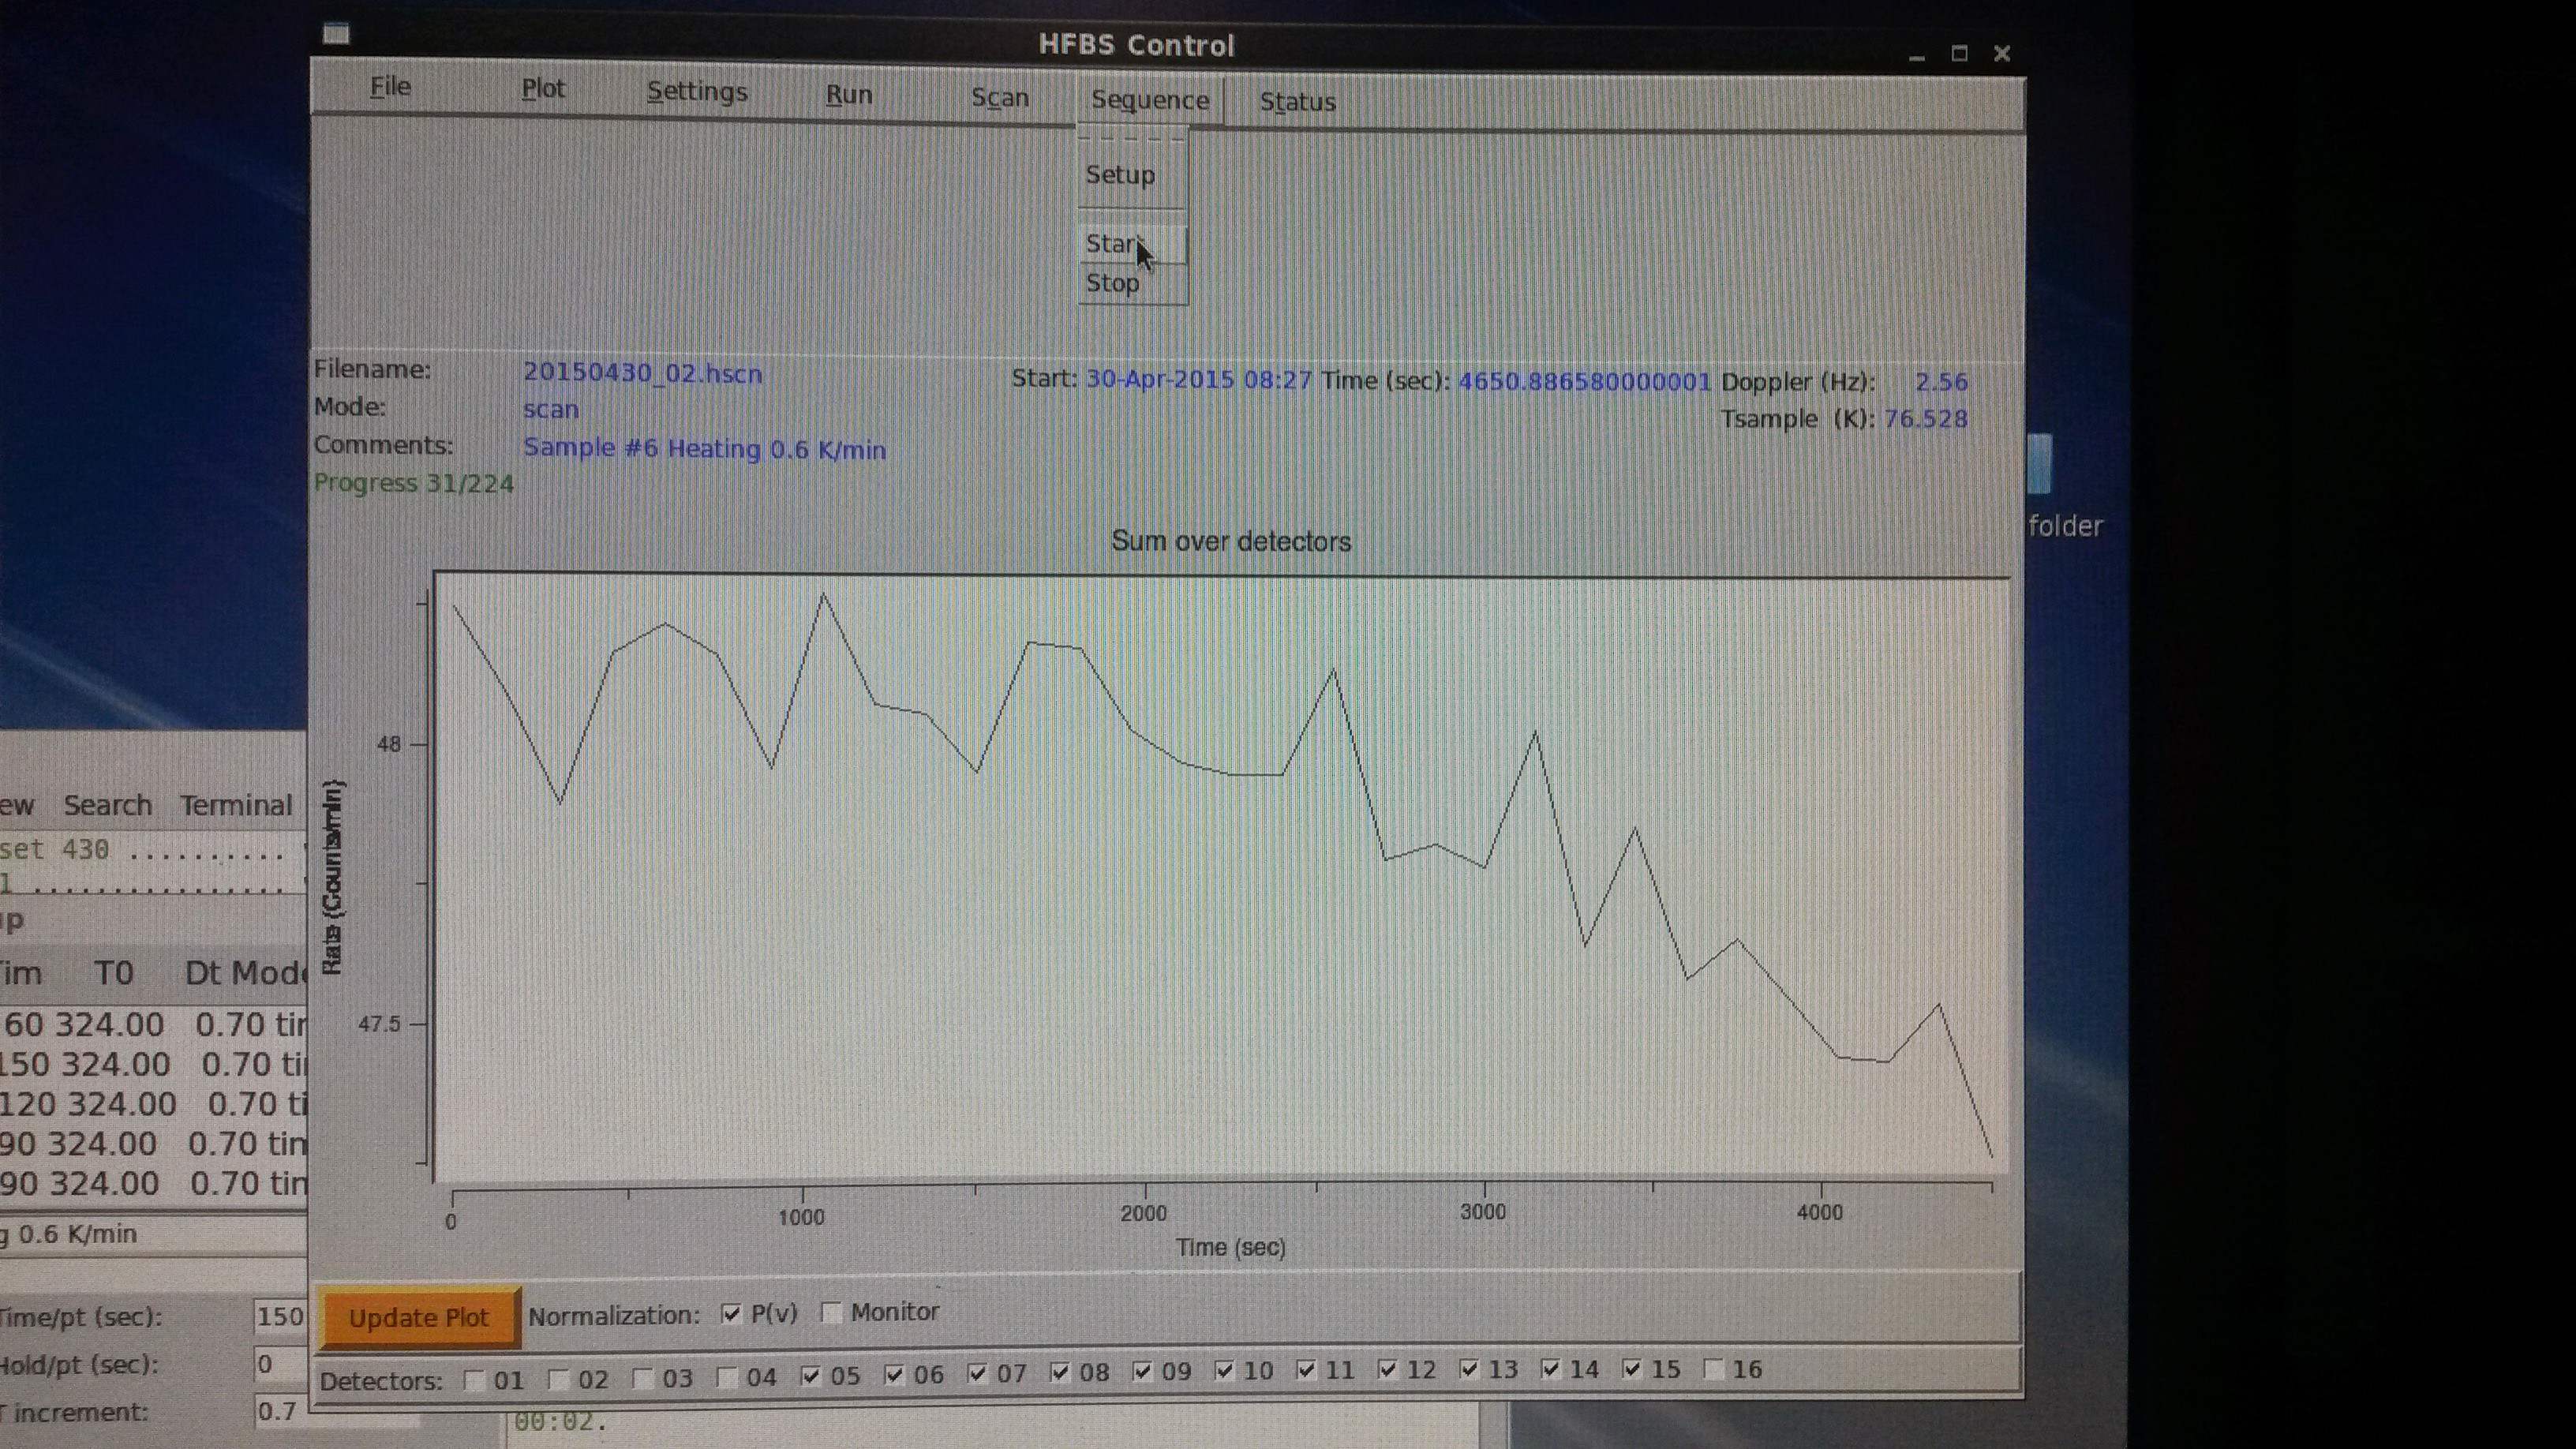 HFBS Control
File Plot Settings Run Scan Sequence Status
Setup
Start
Stop
Filename: 20150430_02.hscn Start: 30-Apr-2015 08:27 Time (sec): 4650.886580000001 Doppler (Hz): 2.56
Mode: scan Tsample (K): 76.528
Comments: Sample #6 Heating 0.6 K/min
Progress 31/224
folder
Sum over detectors
48
47.5
Rate (Counts/min)
0 1000 2000 3000 4000
Time (sec)
Update Plot Normalization: P(v) Monitor
Detectors: 01 02 03 04 05 06 07 08 09 10 11 12 13 14 15 16
ew Search Terminal
set 430 ..........
1 ................
up
Tim T0 Dt Mode
60 324.00 0.70 tim
150 324.00 0.70 ti
120 324.00 0.70 ti
90 324.00 0.70 tim
90 324.00 0.70 tim
g 0.6 K/min
Time/pt (sec): 150
Hold/pt (sec): 0
T increment: 0.7
00:02.